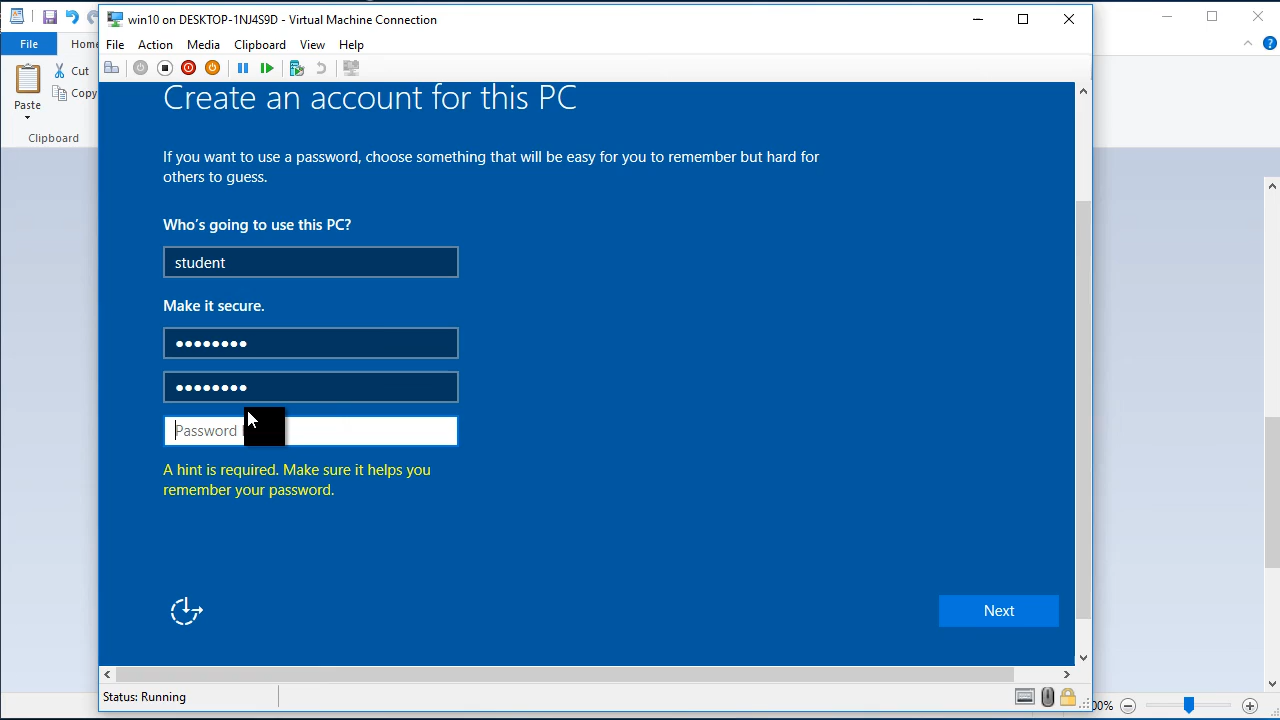 win10 on DESKTOP-1NJ4S9D - Virtual Machine Connection
File Home
File Action Media Clipboard View Help
Cut
Copy
Paste
Clipboard
Create an account for this PC
If you want to use a password, choose something that will be easy for you to remember but hard for
others to guess.
Who's going to use this PC?
student
Make it secure.
Password
A hint is required. Make sure it helps you
remember your password.
Next
Status: Running